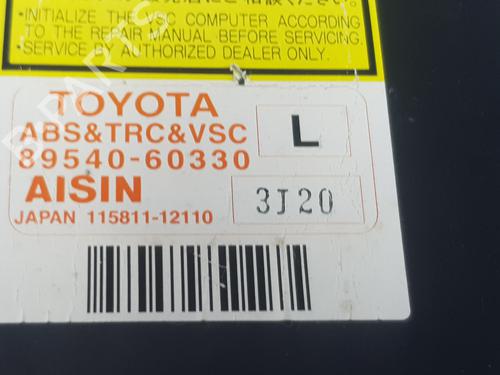 •INITIALIZE THE VSC COMPUTER ACCORDING
TO THE REPAIR MANUAL BEFORE SERVICING.
•SERVICE BY AUTHORIZED DEALER ONLY.
TOYOTA
ABS&TRC&VSC
L
89540-60330
AISIN
3J20
JAPAN 115811-12110